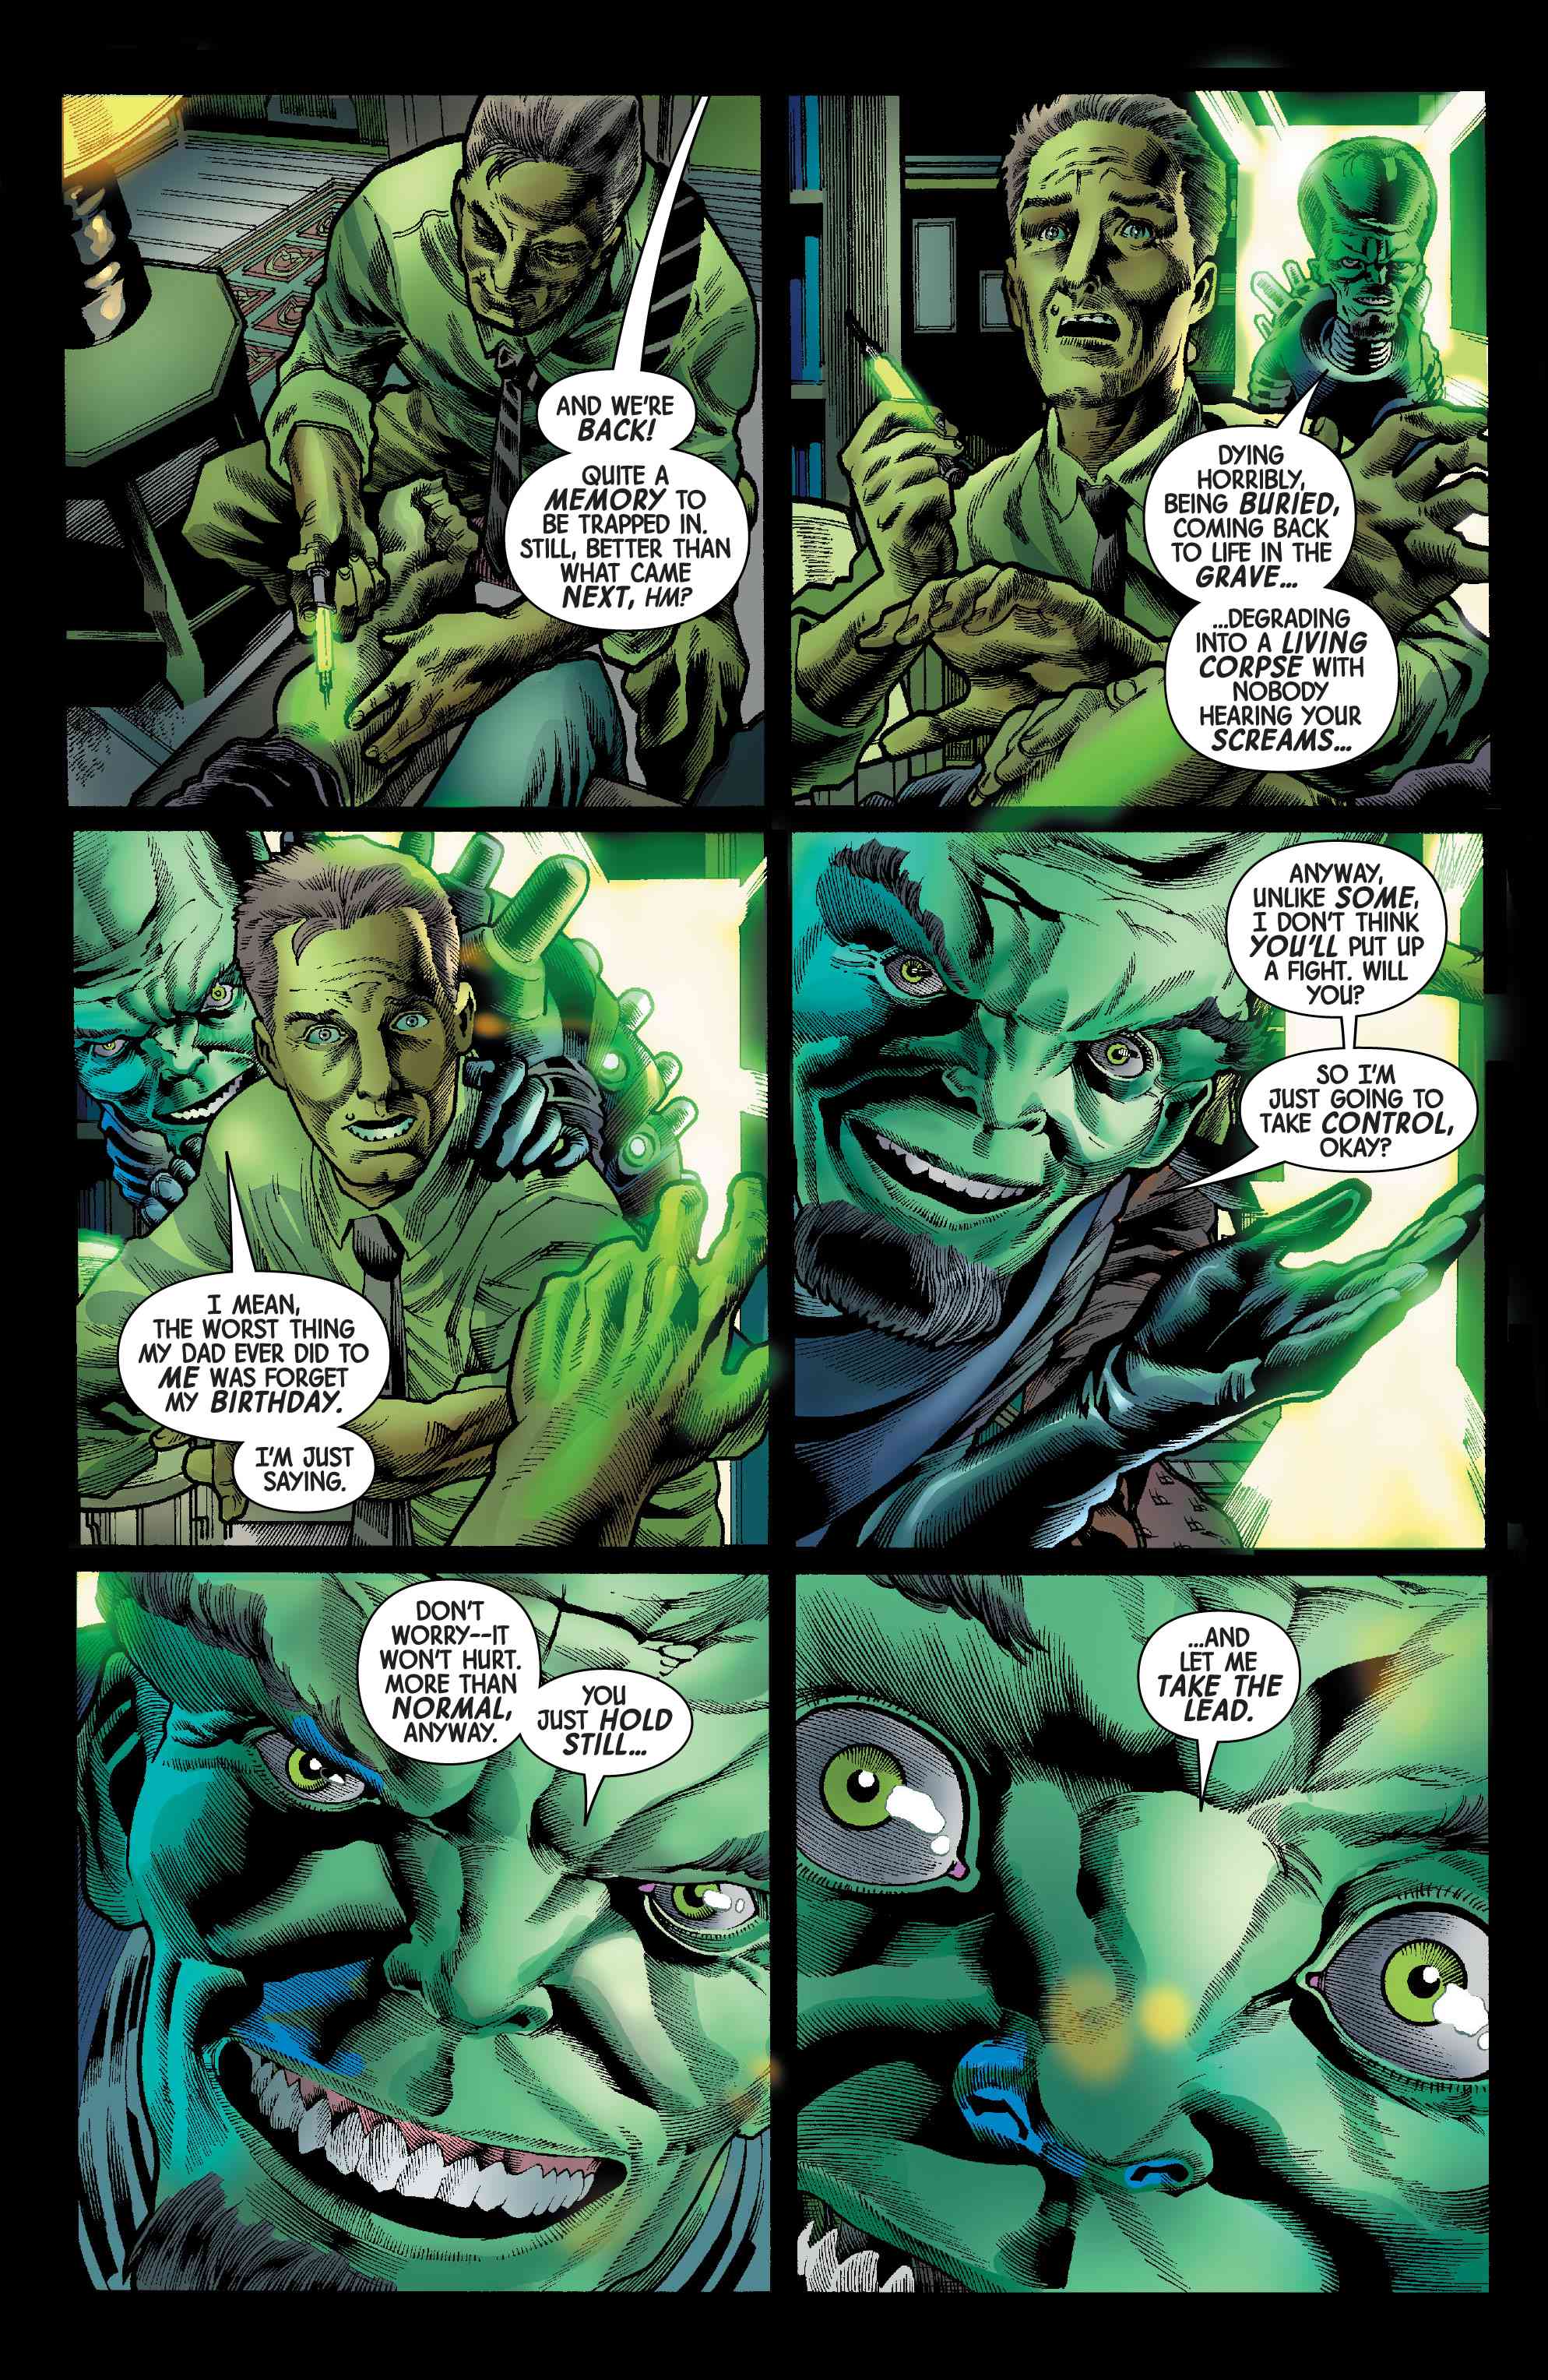 AND WE'RE
BACK!
QUITE A
MEMORY TO
BE TRAPPED IN.
STILL, BETTER THAN
WHAT CAME
NEXT, HM?
DYING
HORRIBLY,
BEING BURIED,
COMING BACK
TO LIFE IN THE
GRAVE...
...DEGRADING
INTO A LIVING
CORPSE WITH
NOBODY
HEARING YOUR
SCREAMS...
I MEAN,
THE WORST THING
MY DAD EVER DID TO
ME WAS FORGET
MY BIRTHDAY.
I'M JUST
SAYING.
ANYWAY,
UNLIKE SOME,
I DON'T THINK
YOU'LL PUT UP
A FIGHT. WILL
YOU?
SO I'M
JUST GOING TO
TAKE CONTROL,
OKAY?
DON'T
WORRY--IT
WON'T HURT.
MORE THAN
NORMAL,
ANYWAY.
YOU
JUST HOLD
STILL...
...AND
LET ME
TAKE THE
LEAD.